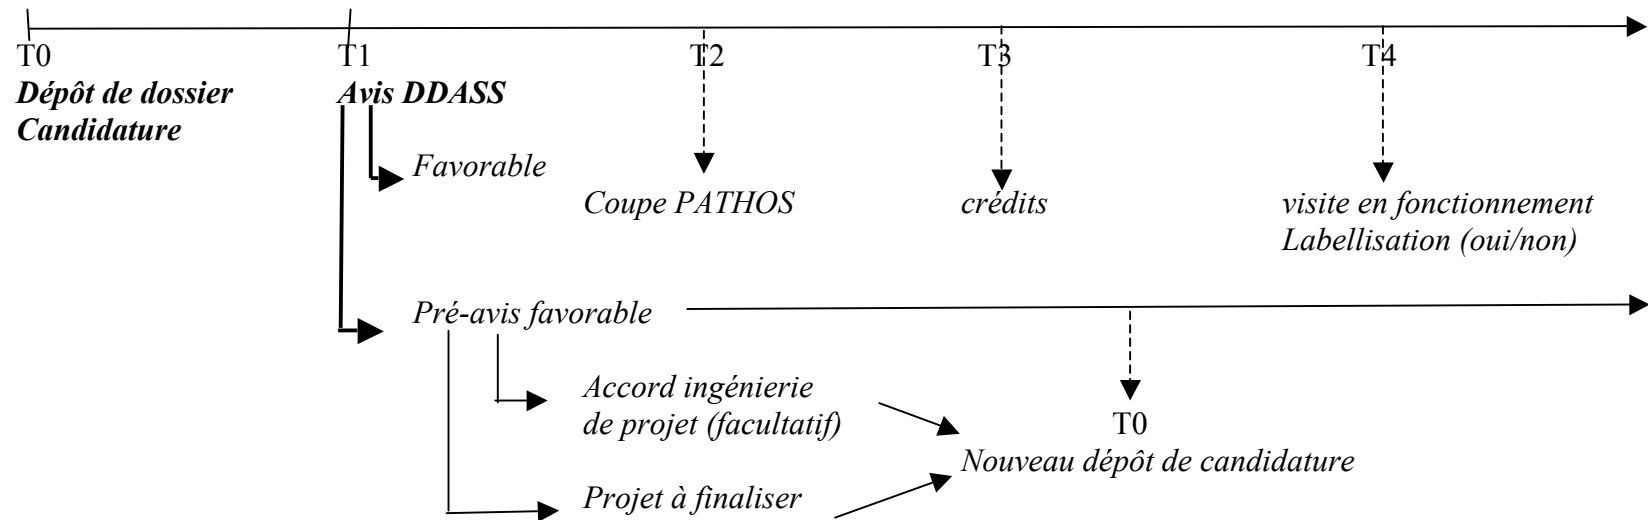 T0 T1 T2 T3 T4
Dépôt de dossier Avis DDASS
Candidature
Favorable
Coupe PATHOS crédits visite en fonctionnement
Labellisation (oui/non)
Pré-avis favorable
Accord ingénierie
de projet (facultatif) T0
Nouveau dépôt de candidature
Projet à finaliser